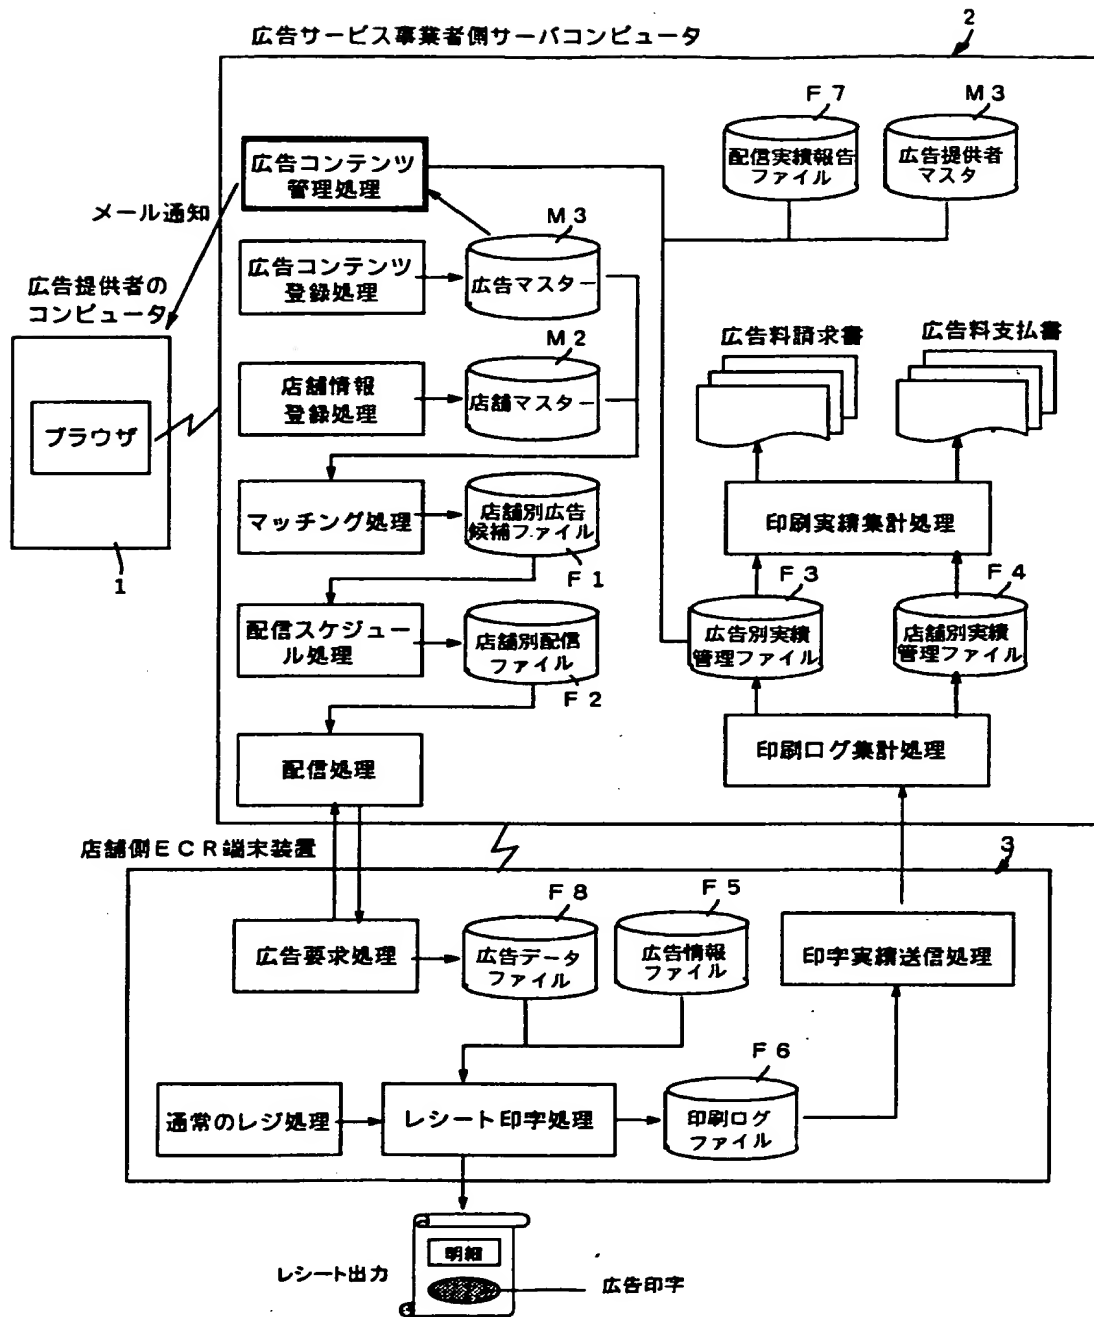 広告サービス事業者側サーバコンピュータ
2
F7
M3
配信実績報告
ファイル
広告提供者
マスタ
広告コンテンツ
管理処理
メール通知
M3
広告コンテンツ
登録処理
広告マスター
広告提供者の
コンピュータ
ブラウザ
1
M2
店舗情報
登録処理
店舗マスター
広告料請求書
広告料支払書
マッチング処理
店舗別広告
候補ファイル
F1
印刷実績集計処理
F3
F4
配信スケジュー
ル処理
店舗別配信
ファイル
F2
広告別実績
管理ファイル
店舗別実績
管理ファイル
配信処理
印刷ログ集計処理
店舗側ECR端末装置
3
F8
F5
広告要求処理
広告データ
ファイル
広告情報
ファイル
印字実績送信処理
F6
通常のレジ処理
レシート印字処理
印刷ログ
ファイル
明細
レシート出力
広告印字